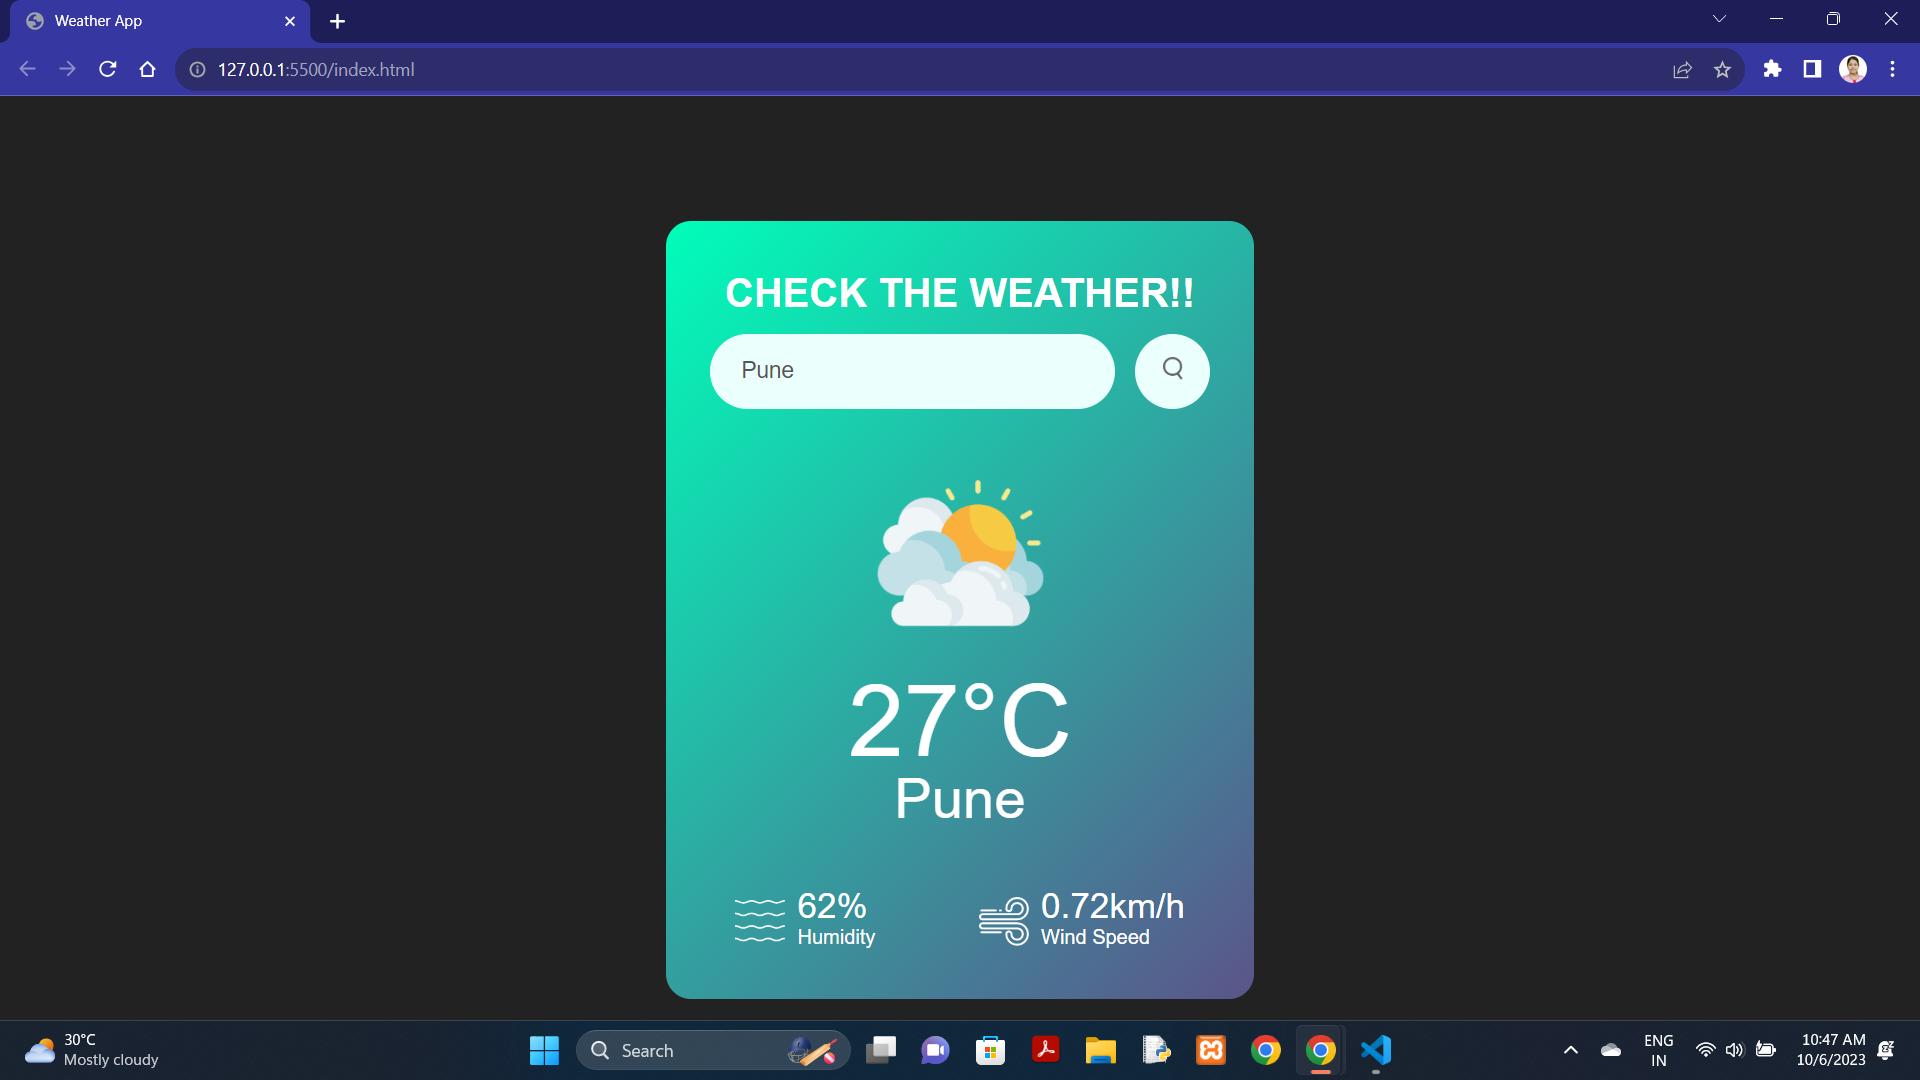 Weather App
127.0.0.1:5500/index.html
CHECK THE WEATHER!!
Pune
27°C
Pune
62%
Humidity
0.72km/h
Wind Speed
30°C
Mostly cloudy
Search
ENG
IN
10:47 AM
10/6/2023